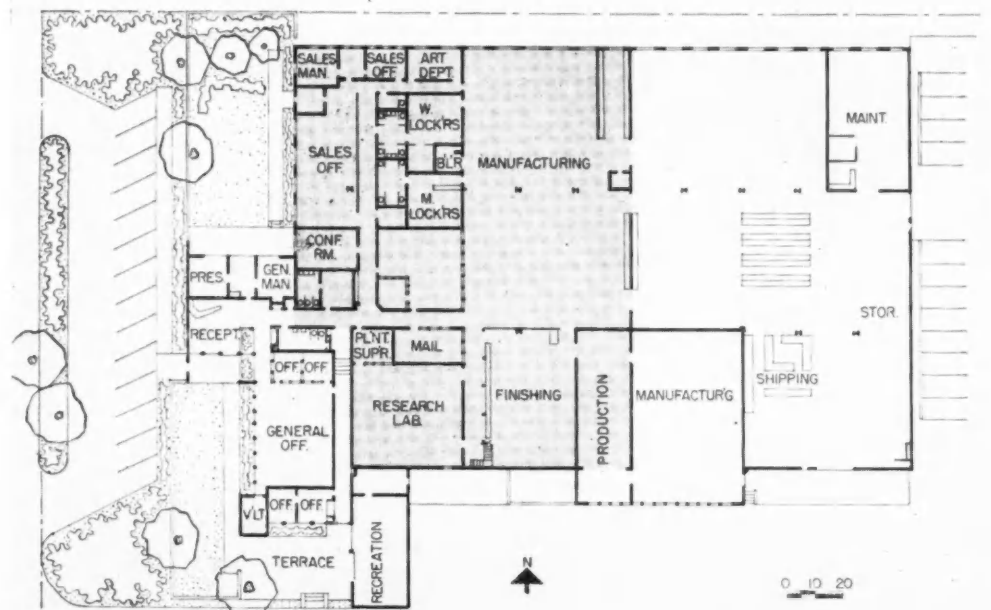 SALES
MAN.
SALES
OFF.
ART
DEPT.
W.
LOCK'RS
BLR
MANUFACTURING
MAINT.
SALES
OFF.
M.
LOCK'RS
CONF.
RM.
PRES.
GEN.
MAN.
RECEPT.
STOR.
PLNT.
SUPR.
MAIL
OFF.
OFF.
SHIPPING
RESEARCH
LAB.
FINISHING
PRODUCTION
MANUFACTUR'G
GENERAL
OFF.
V'LT
OFF.
OFF.
TERRACE
RECREATION
N
0 10 20